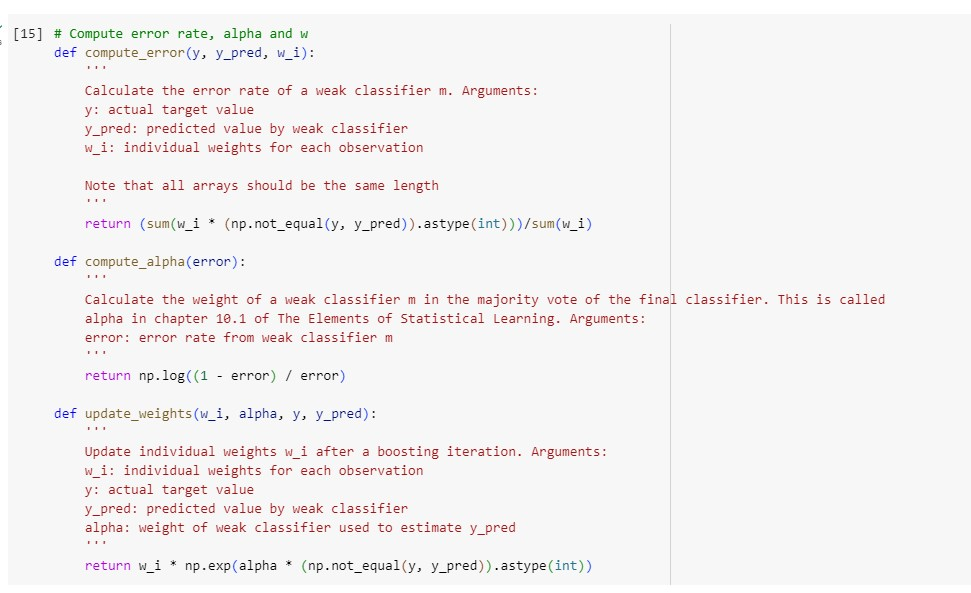 [15] # Compute error rate, alpha and w
def compute_error(y, y_pred, w_i):
'''
Calculate the error rate of a weak classifier m. Arguments:
y: actual target value
y_pred: predicted value by weak classifier
w_i: individual weights for each observation
Note that all arrays should be the same length
'''
return (sum(w_i * (np.not_equal(y, y_pred)).astype(int)))/sum(w_i)
def compute_alpha(error):
'''
Calculate the weight of a weak classifier m in the majority vote of the final classifier. This is called
alpha in chapter 10.1 of The Elements of Statistical Learning. Arguments:
error: error rate from weak classifier m
'''
return np.log((1 - error) / error)
def update_weights(w_i, alpha, y, y_pred):
'''
Update individual weights w_i after a boosting iteration. Arguments:
w_i: individual weights for each observation
y: actual target value
y_pred: predicted value by weak classifier
alpha: weight of weak classifier used to estimate y_pred
'''
return w_i * np.exp(alpha * (np.not_equal(y, y_pred)).astype(int))